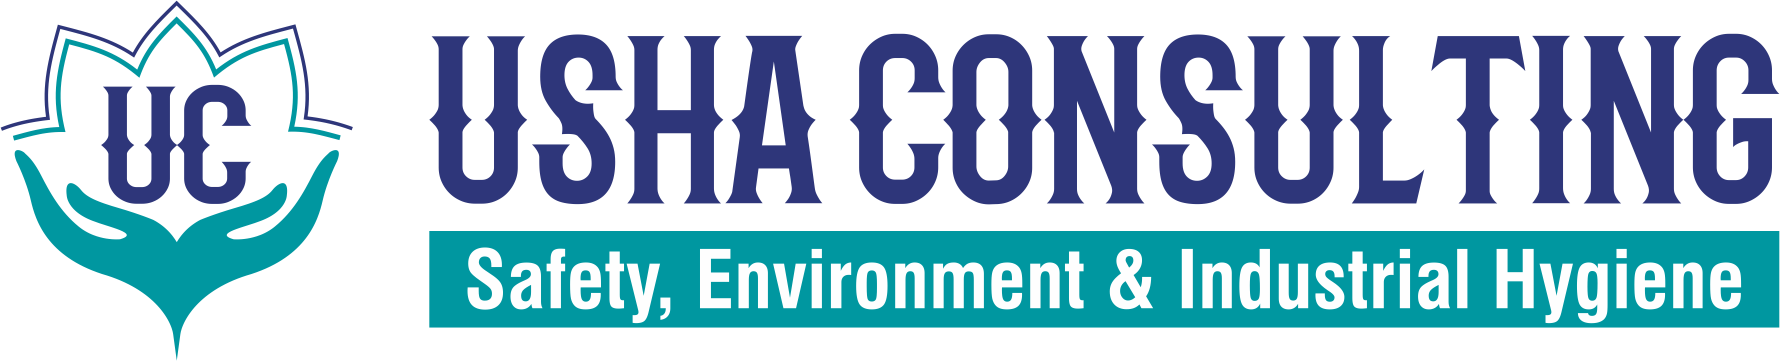 UC
USHA CONSULTING
Safety, Environment & Industrial Hygiene